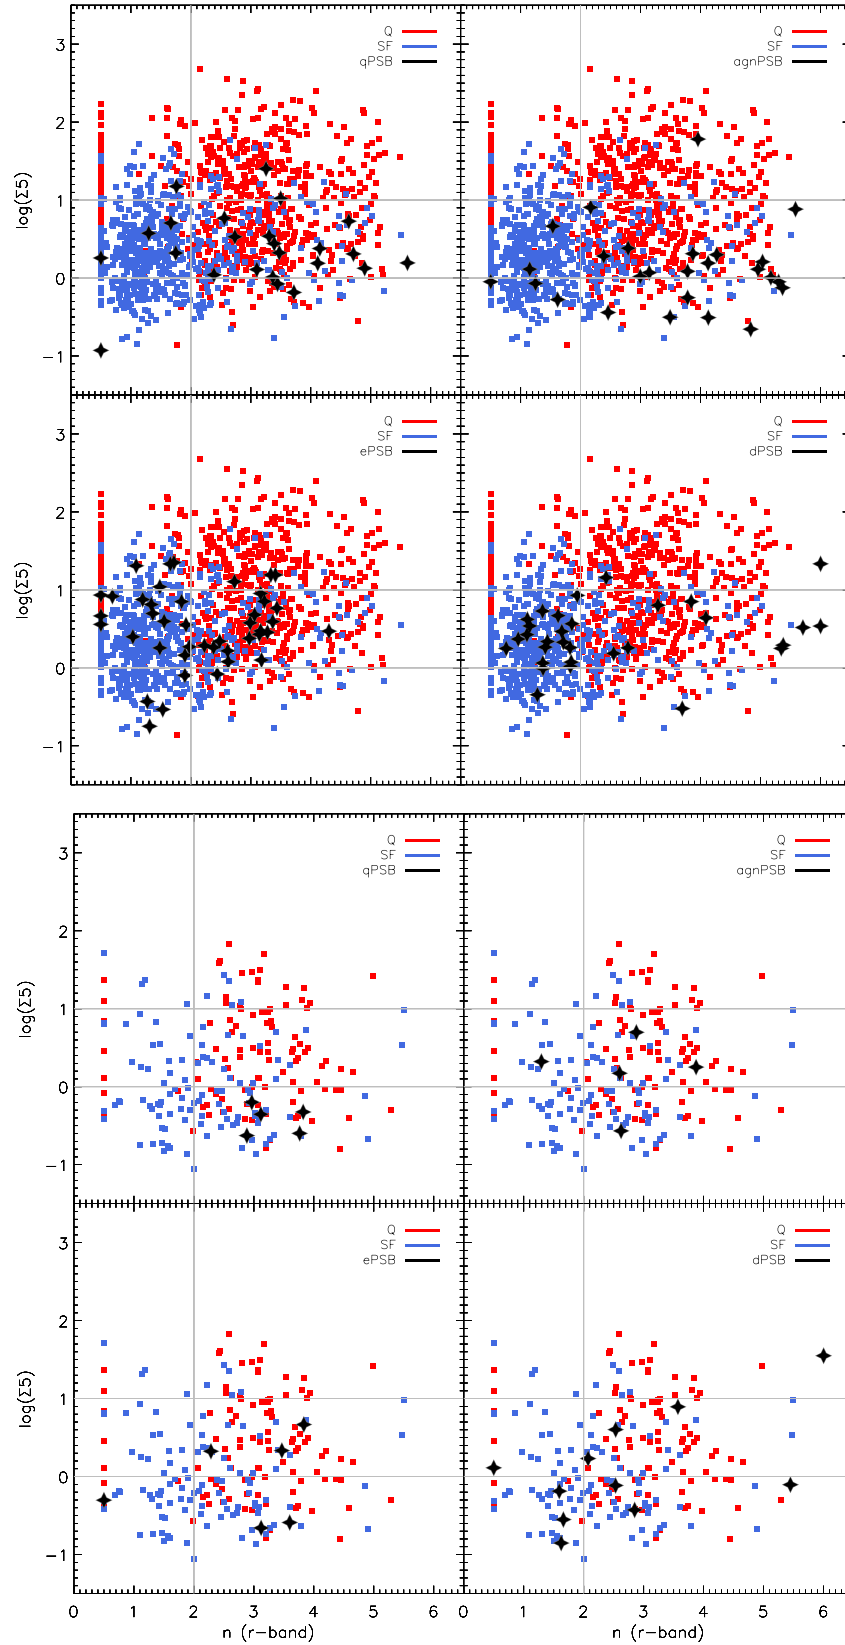 Q
SF
qPSB
Q
SF
agnPSB
3
2
1
0
−1
log(Σ5)
Q
SF
ePSB
Q
SF
dPSB
3
2
1
0
−1
log(Σ5)
Q
SF
qPSB
Q
SF
agnPSB
3
2
1
0
−1
log(Σ5)
Q
SF
ePSB
Q
SF
dPSB
3
2
1
0
−1
log(Σ5)
0 1 2 3 4 5 6 0 1 2 3 4 5 6
n (r−band) n (r−band)